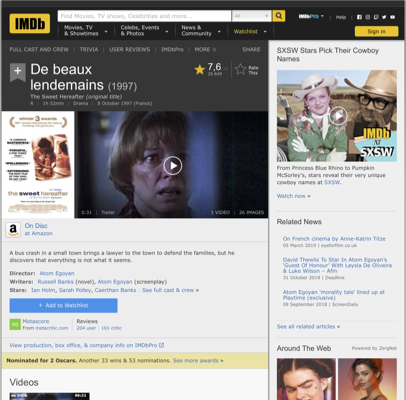 IMDb
Find Movies, TV shows, Celebrities and more...
All
IMDbPro
Help
Movies, TV & Showtimes
Celebs, Events & Photos
News & Community
Watchlist
Sign in
FULL CAST AND CREW | TRIVIA | USER REVIEWS | IMDbPro | MORE
SHARE
De beaux
lendemains (1997)
The Sweet Hereafter (original title)
R | 1h 52min | Drama | 8 October 1997 (France)
7,6
Rate
This
winner 3 awards
the sweet hereafter
0:31 | Trailer
1 VIDEO | 26 IMAGES
On Disc
at Amazon
A bus crash in a small town brings a lawyer to the town to defend the families, but he
discovers that everything is not what it seems.
Director: Atom Egoyan
Writers: Russell Banks (novel), Atom Egoyan (screenplay)
Stars: Ian Holm, Sarah Polley, Caerthan Banks | See full cast & crew »
+ Add to Watchlist
Metascore
From metacritic.com
Reviews
204 user | 101 critic
View production, box office, & company info on IMDbPro
Nominated for 2 Oscars. Another 33 wins & 53 nominations. See more awards »
Videos
SXSW Stars Pick Their Cowboy
Names
IMDb
AT
SXSW
From Princess Blue Rhino to Pumpkin
McSorley's, stars reveal their very unique
cowboy names at SXSW.
Watch now »
Related News
On French cinema by Anne-Katrin Titze
05 March 2019 | eyeforfilm.co.uk
David Thewlis To Star In Atom Egoyan's
'Guest Of Honour' With Laysla De Oliveira
& Luke Wilson – Afm
31 October 2018 | Deadline
Atom Egoyan 'morality tale' lined up at
Playtime (exclusive)
09 September 2018 | ScreenDaily
See all related articles »
Around The Web
Powered by ZergNet